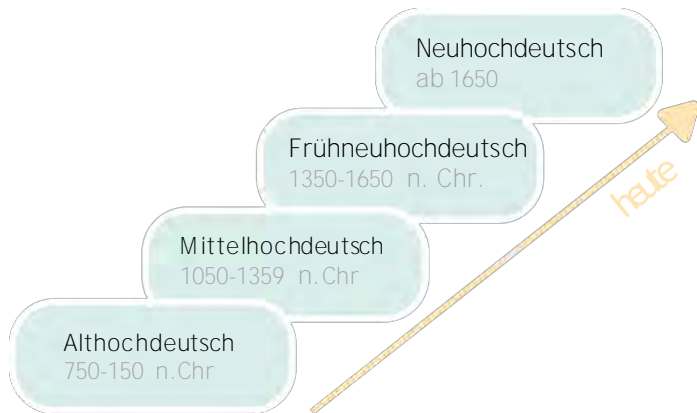 Neuhochdeutsch
ab 1650
Frühneuhochdeutsch
1350-1650 n. Chr.
heute
Mittelhochdeutsch
1050-1359 n.Chr
Althochdeutsch
750-150 n.Chr